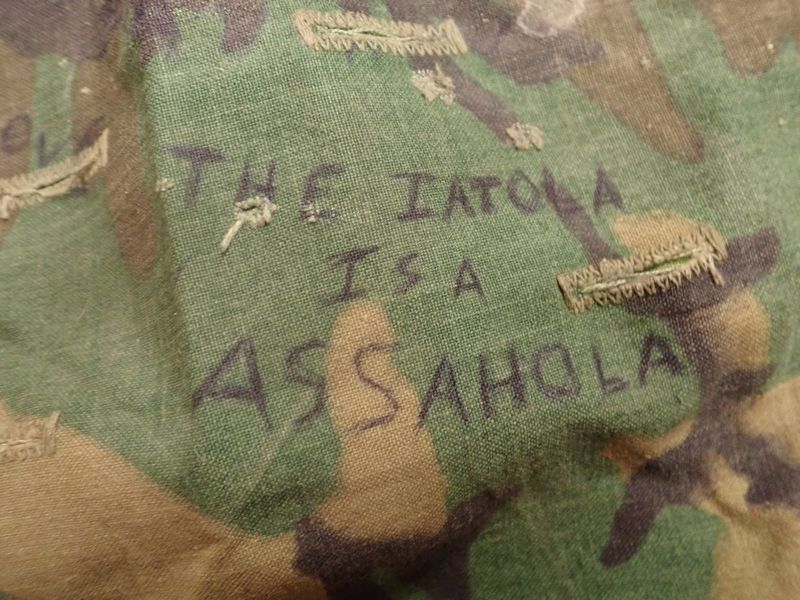 THE IATOLA
IS A
ASSAHOLA